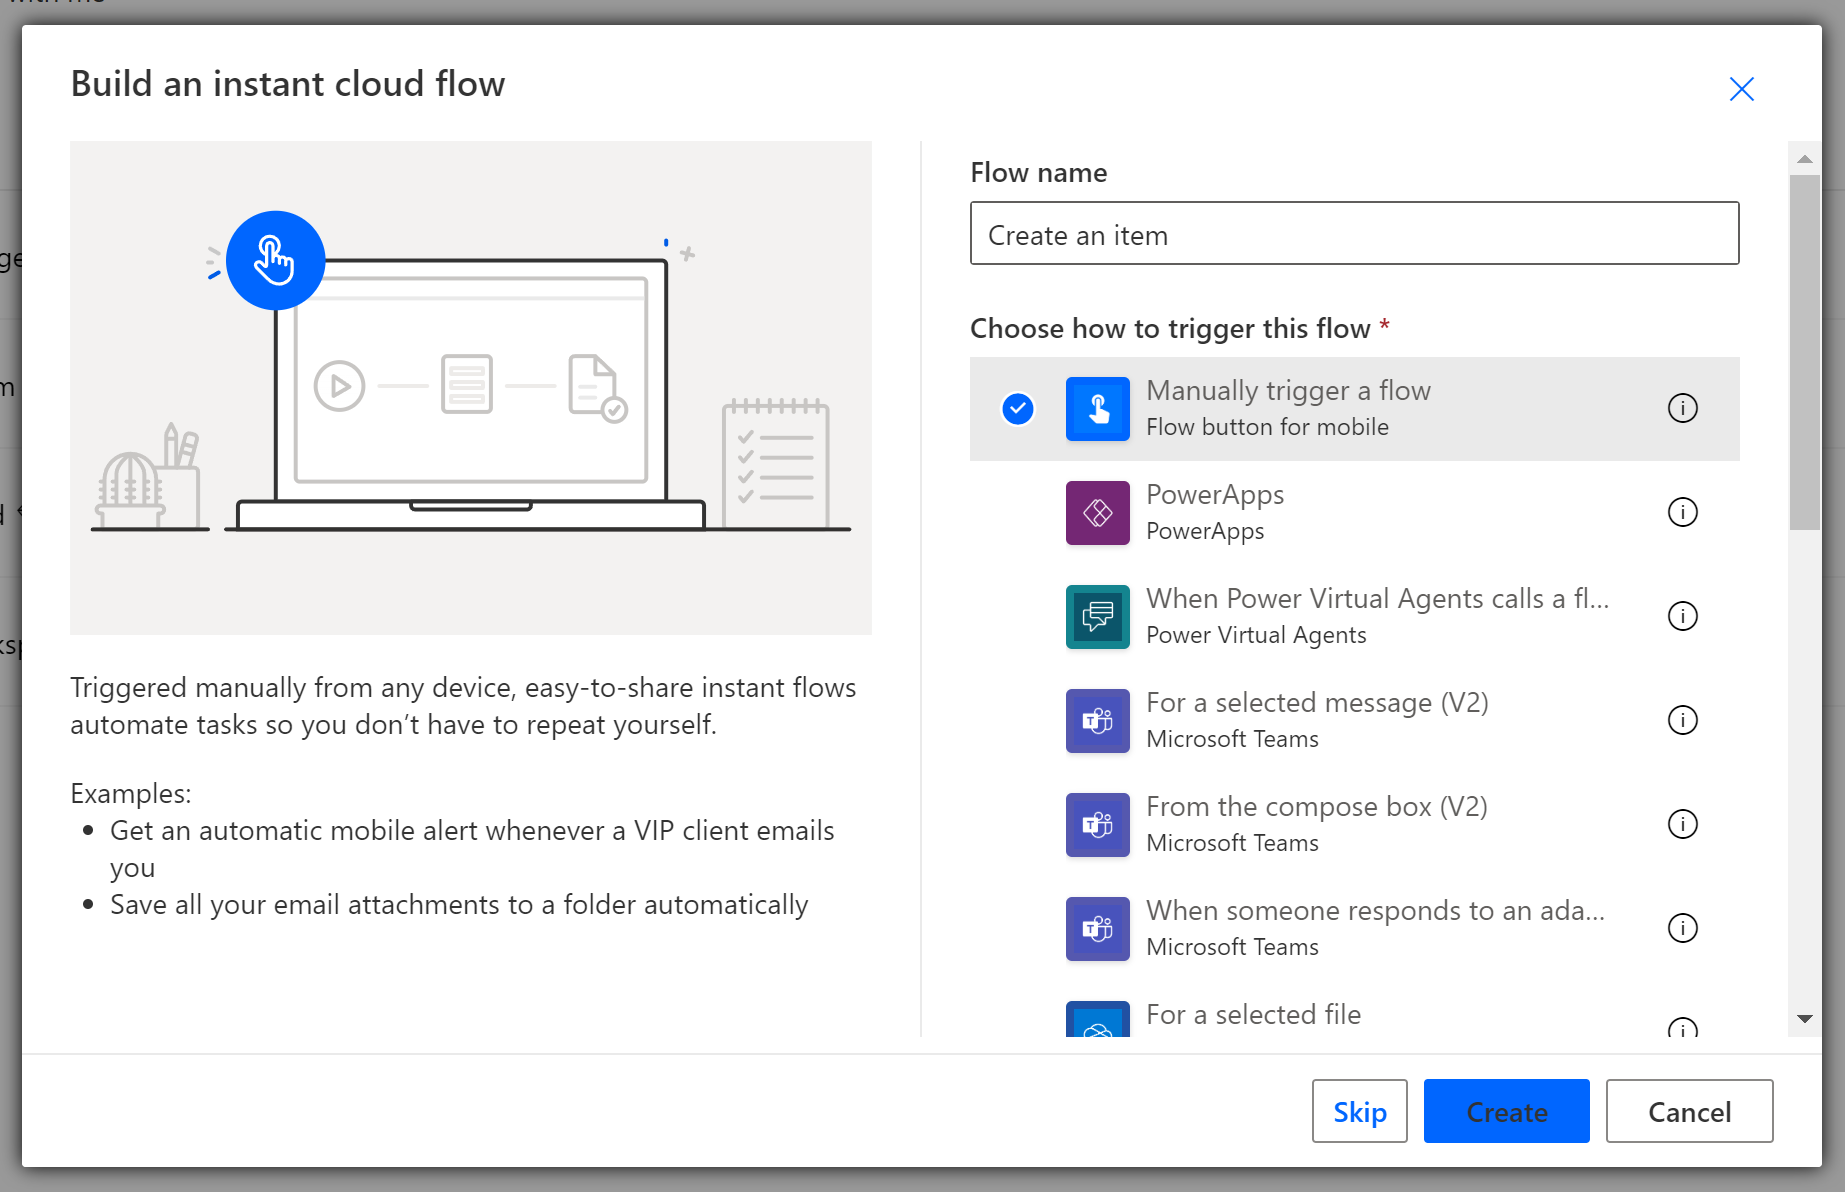 Build an instant cloud flow
Flow name
Create an item
Choose how to trigger this flow *
Manually trigger a flow
Flow button for mobile
PowerApps
PowerApps
When Power Virtual Agents calls a fl...
Power Virtual Agents
For a selected message (V2)
Microsoft Teams
From the compose box (V2)
Microsoft Teams
When someone responds to an ada...
Microsoft Teams
For a selected file
Triggered manually from any device, easy-to-share instant flows
automate tasks so you don’t have to repeat yourself.
Examples:
• Get an automatic mobile alert whenever a VIP client emails
you
• Save all your email attachments to a folder automatically
Skip
Create
Cancel